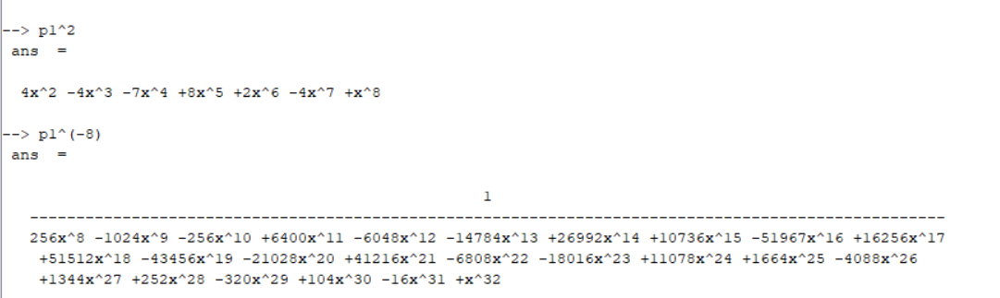 --> p1^2
ans =
4x^2 -4x^3 -7x^4 +8x^5 +2x^6 -4x^7 +x^8
--> p1^(-8)
ans =
1
----------------------------------------------------------------------------------------------------
256x^8 -1024x^9 -256x^10 +6400x^11 -6048x^12 -14784x^13 +26992x^14 +10736x^15 -51967x^16 +16256x^17
+51512x^18 -43456x^19 -21028x^20 +41216x^21 -6808x^22 -18016x^23 +11078x^24 +1664x^25 -4088x^26
+1344x^27 +252x^28 -320x^29 +104x^30 -16x^31 +x^32